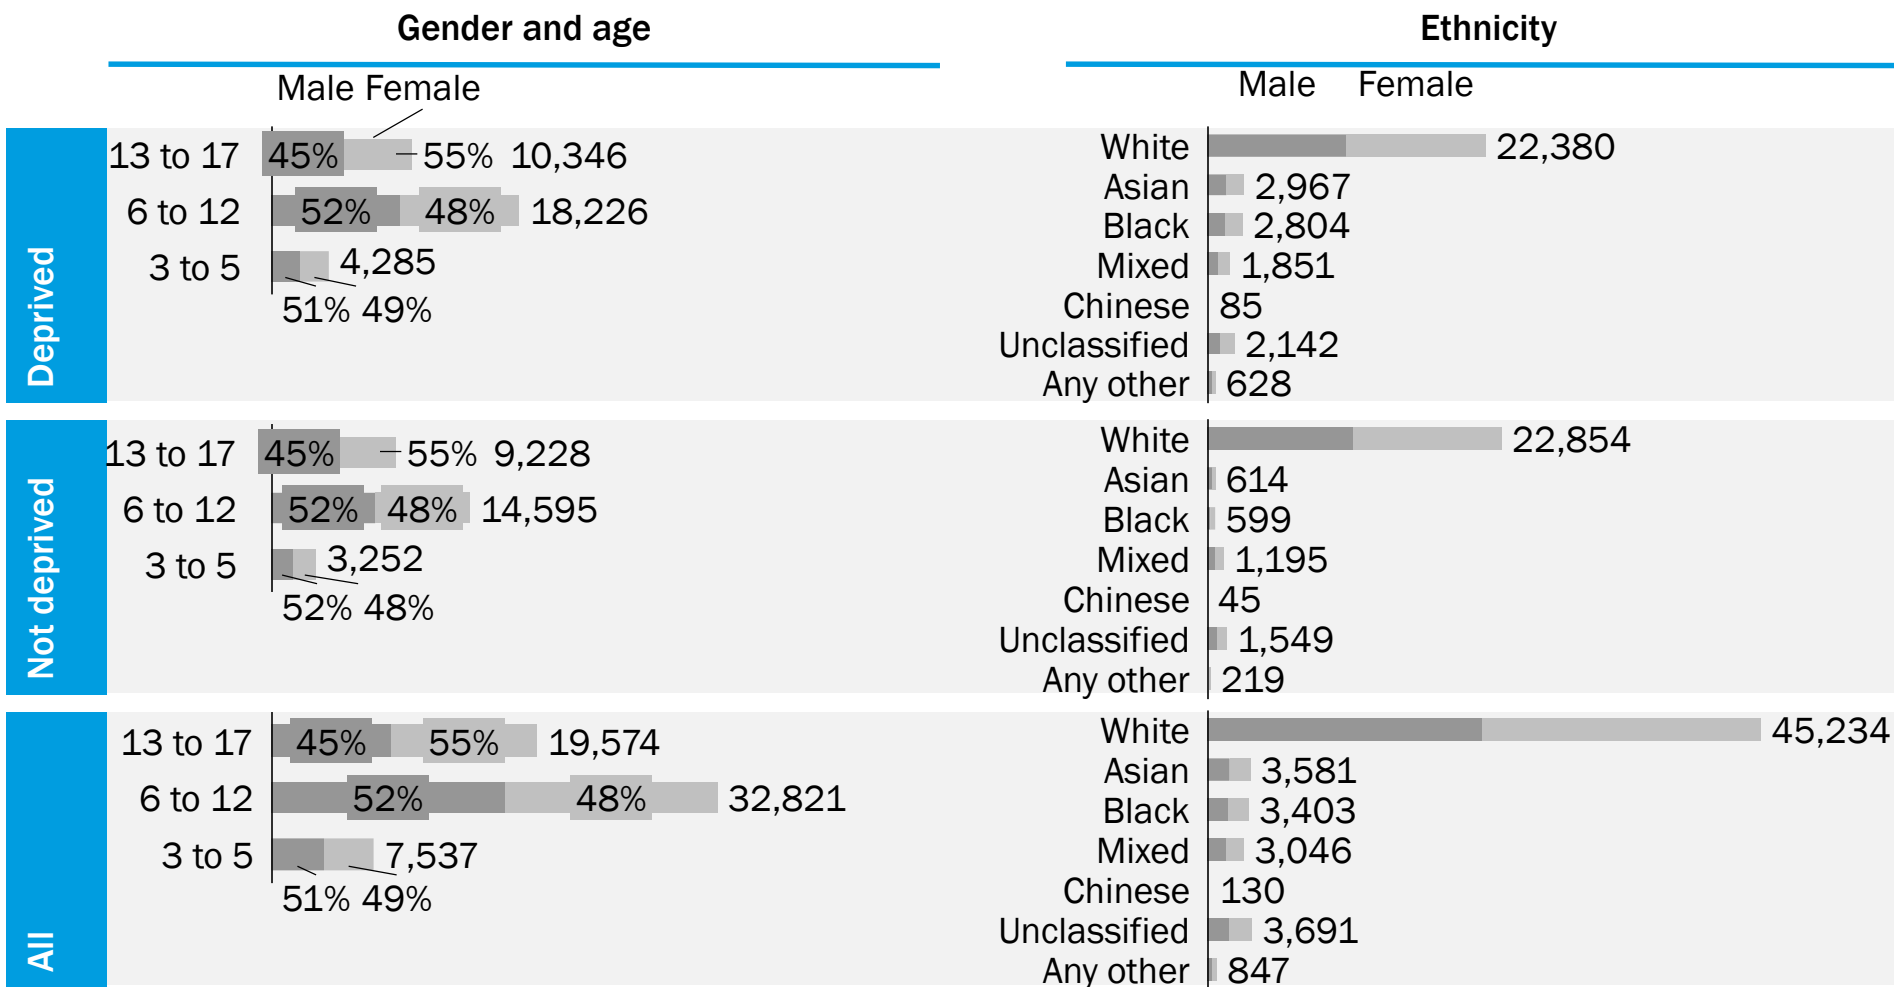 Gender and age
Male Female
Deprived
13 to 17 45% 55% 10,346
6 to 12 52% 48% 18,226
3 to 5 4,285
51% 49%
Not deprived
13 to 17 45% 55% 9,228
6 to 12 52% 48% 14,595
3 to 5 3,252
52% 48%
All
13 to 17 45% 55% 19,574
6 to 12 52% 48% 32,821
3 to 5 7,537
51% 49%
Ethnicity
Male Female
White 22,380
Asian 2,967
Black 2,804
Mixed 1,851
Chinese 85
Unclassified 2,142
Any other 628
White 22,854
Asian 614
Black 599
Mixed 1,195
Chinese 45
Unclassified 1,549
Any other 219
White 45,234
Asian 3,581
Black 3,403
Mixed 3,046
Chinese 130
Unclassified 3,691
Any other 847